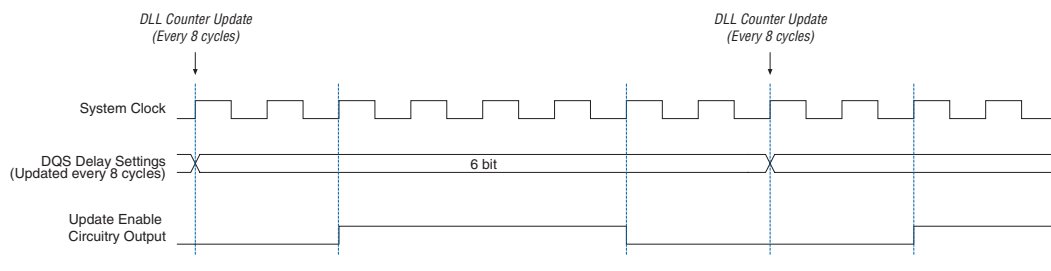 DLL Counter Update
(Every 8 cycles)
DLL Counter Update
(Every 8 cycles)
System Clock
DQS Delay Settings
(Updated every 8 cycles)
6 bit
Update Enable
Circuitry Output